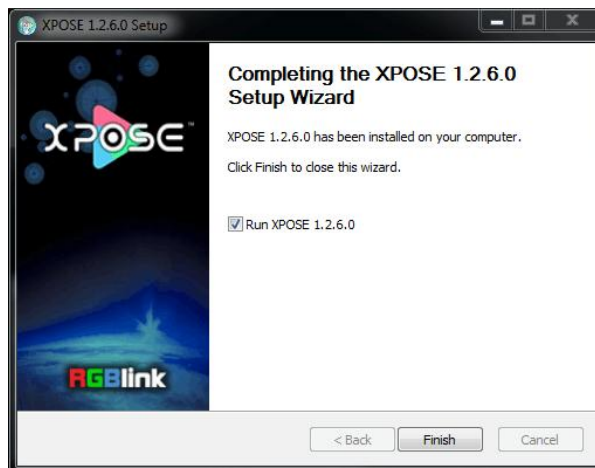 XPOSE 1.2.6.0 Setup
XPOSE™
RGBlink
Completing the XPOSE 1.2.6.0
Setup Wizard
XPOSE 1.2.6.0 has been installed on your computer.
Click Finish to close this wizard.
Run XPOSE 1.2.6.0
< Back
Finish
Cancel